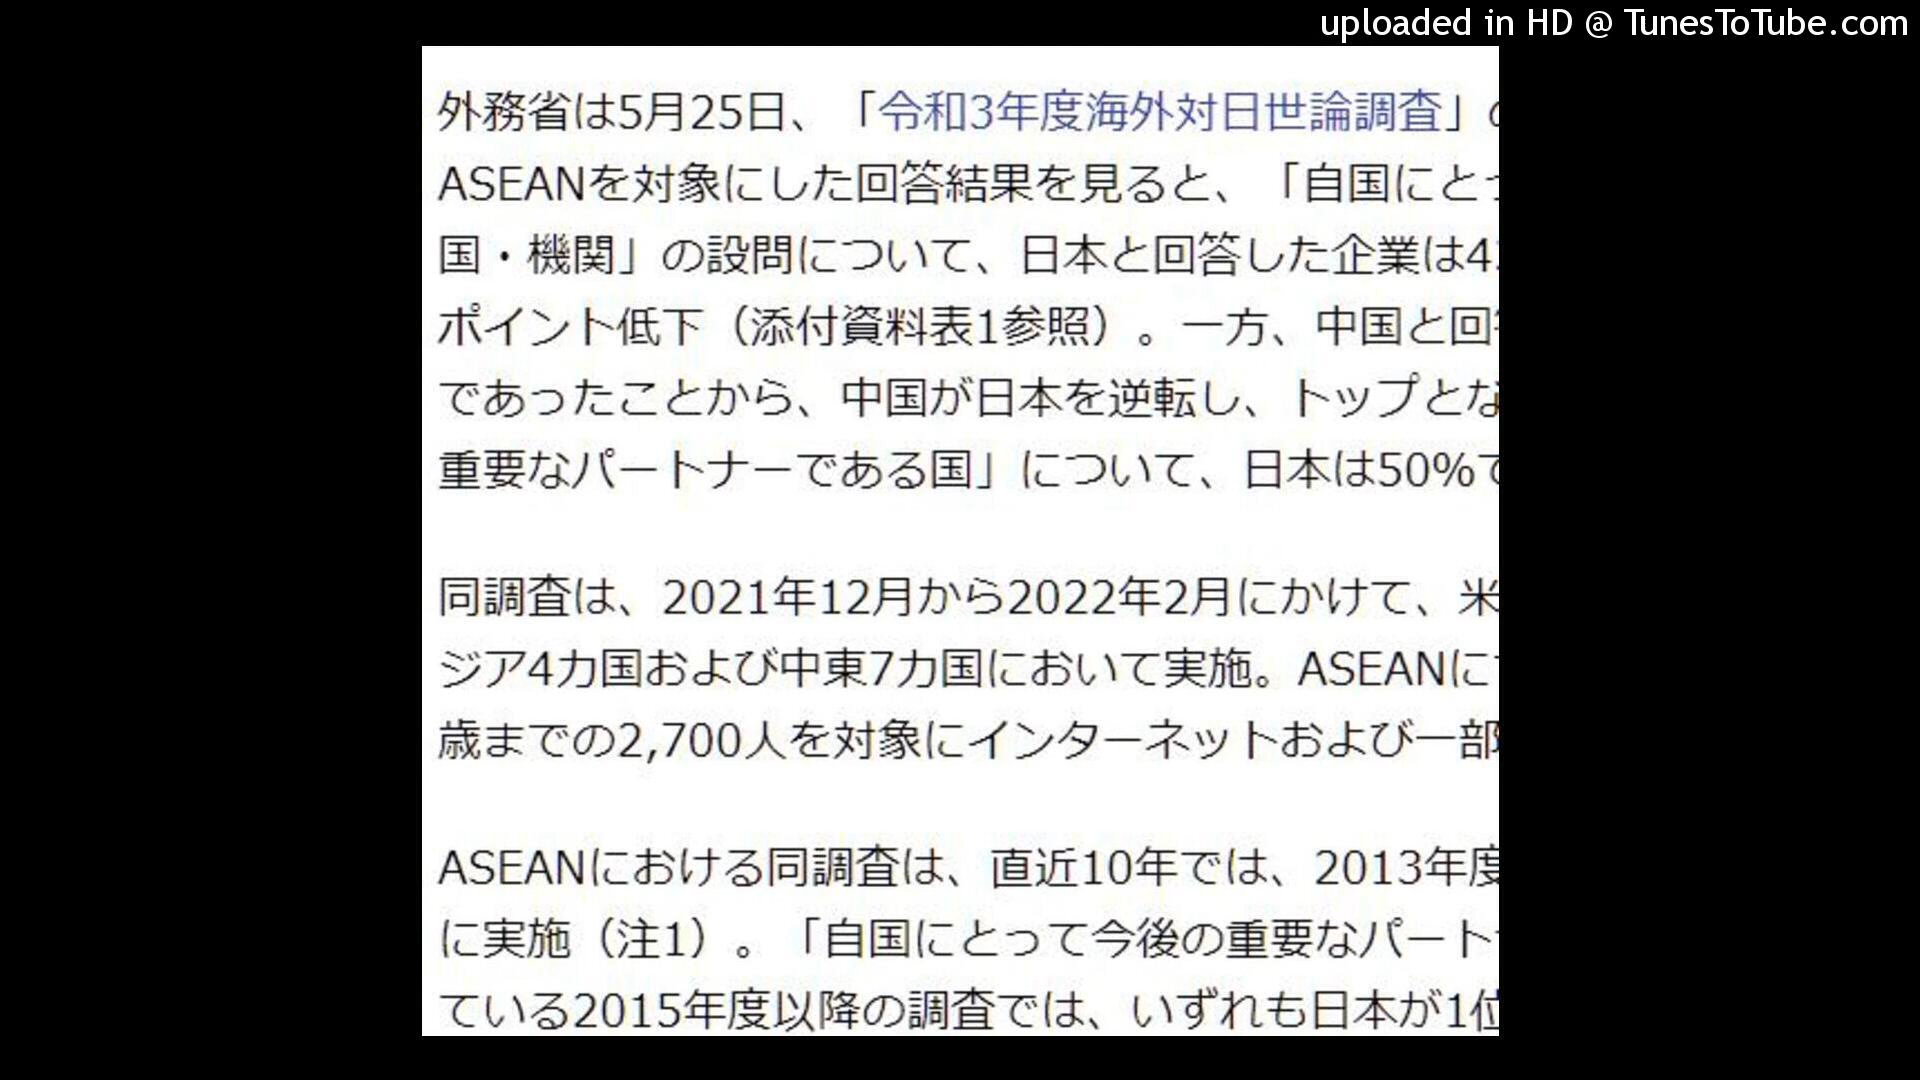 uploaded in HD @ TunesToTube.com
外務省は5月25日、「令和3年度海外対日世論調査」
ASEANを対象にした回答結果を見ると、「自国にとっ
国・機関」の設問について、日本と回答した企業は4
ポイント低下（添付資料表1参照）。一方、中国と回
であったことから、中国が日本を逆転し、トップとな
重要なパートナーである国」について、日本は50%で
同調査は、2021年12月から2022年2月にかけて、米
ジア4カ国および中東7カ国において実施。ASEANに
歳までの2,700人を対象にインターネットおよび一部
ASEANにおける同調査は、直近10年では、2013年度
に実施（注1）。「自国にとって今後の重要なパート
ている2015年度以降の調査では、いずれも日本が1位